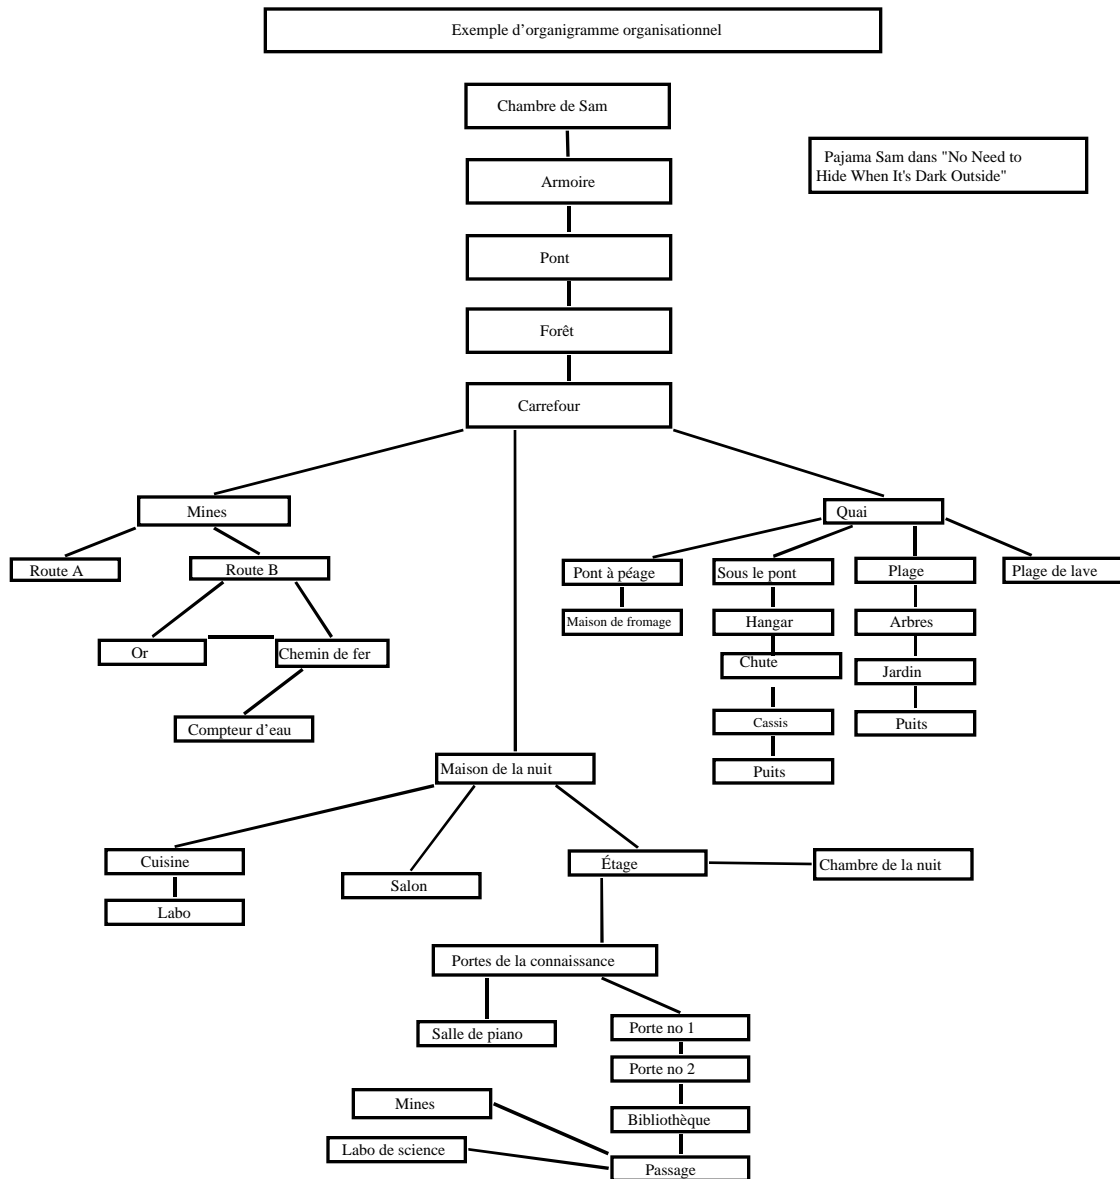 Exemple d’organigramme organisationnel
Chambre de Sam
Pajama Sam dans "No Need to
Hide When It's Dark Outside"
Armoire
Pont
Forêt
Carrefour
Mines
Quai
Route A
Route B
Pont à péage
Sous le pont
Plage
Plage de lave
Maison de fromage
Hangar
Arbres
Or
Chemin de fer
Chute
Jardin
Compteur d’eau
Cassis
Puits
Puits
Maison de la nuit
Cuisine
Étage
Chambre de la nuit
Salon
Labo
Portes de la connaissance
Salle de piano
Porte no 1
Porte no 2
Mines
Bibliothèque
Labo de science
Passage